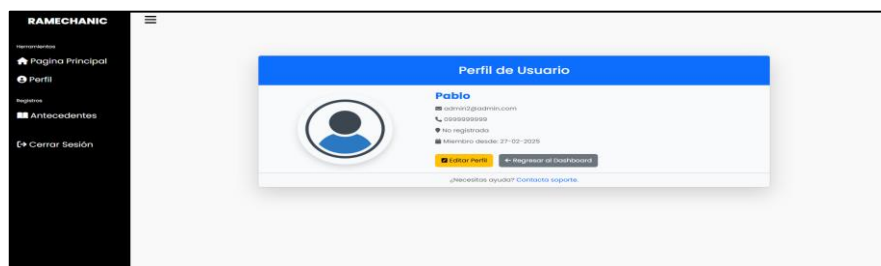 RAMECHANIC
Herramientas
Pagina Principal
Perfil
Registros
Antecedentes
Cerrar Sesión
Perfil de Usuario
Pablo
admin2@admin.com
0999999999
No registrada
Miembro desde: 27-02-2025
Editar Perfil
Regresar al Dashboard
¿Necesitas ayuda? Contacta soporte.